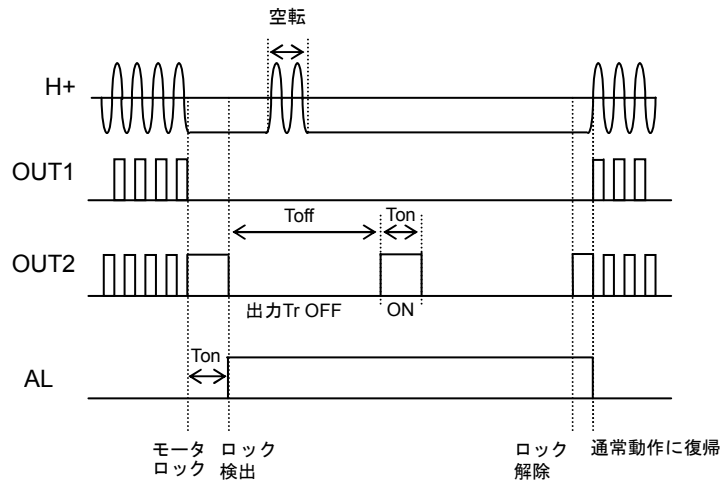 空転
H+
OUT1
Toff
Ton
OUT2
出力Tr OFF
ON
Ton
AL
モータ
ロック
ロック
検出
ロック
解除
通常動作に復帰